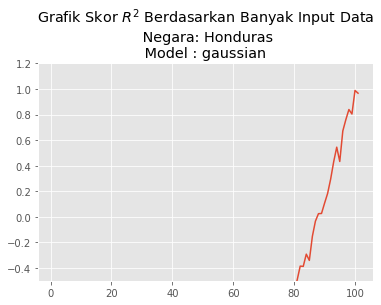 Grafik Skor $R^2$ Berdasarkan Banyak Input Data
Negara: Honduras
Model : gaussian
1.2
1.0
0.8
0.6
0.4
0.2
0.0
−0.2
−0.4
0 20 40 60 80 100